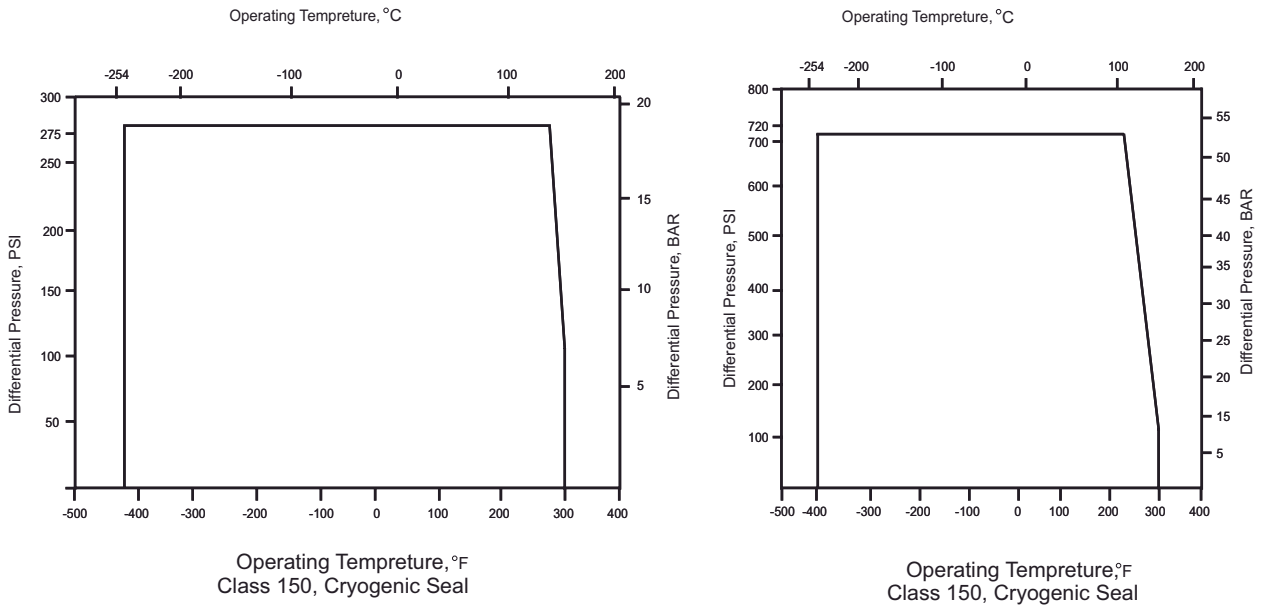 Operating Tempreture, °C
-254 -200 -100 0 100 200
300
275
250
200
150
100
50
20
15
10
5
Differential Pressure, PSI
Differential Pressure, BAR
-500 -400 -300 -200 -100 0 100 200 300 400
Operating Tempreture, °F
Class 150, Cryogenic Seal
Operating Tempreture, °C
-254 -200 -100 0 100 200
800
720
700
600
500
400
300
200
100
55
50
45
40
35
30
25
20
15
5
Differential Pressure, PSI
Differential Pressure, BAR
-500 -400 -300 -200 -200 -100 0 100 200 300 400
Operating Tempreture, °F
Class 150, Cryogenic Seal